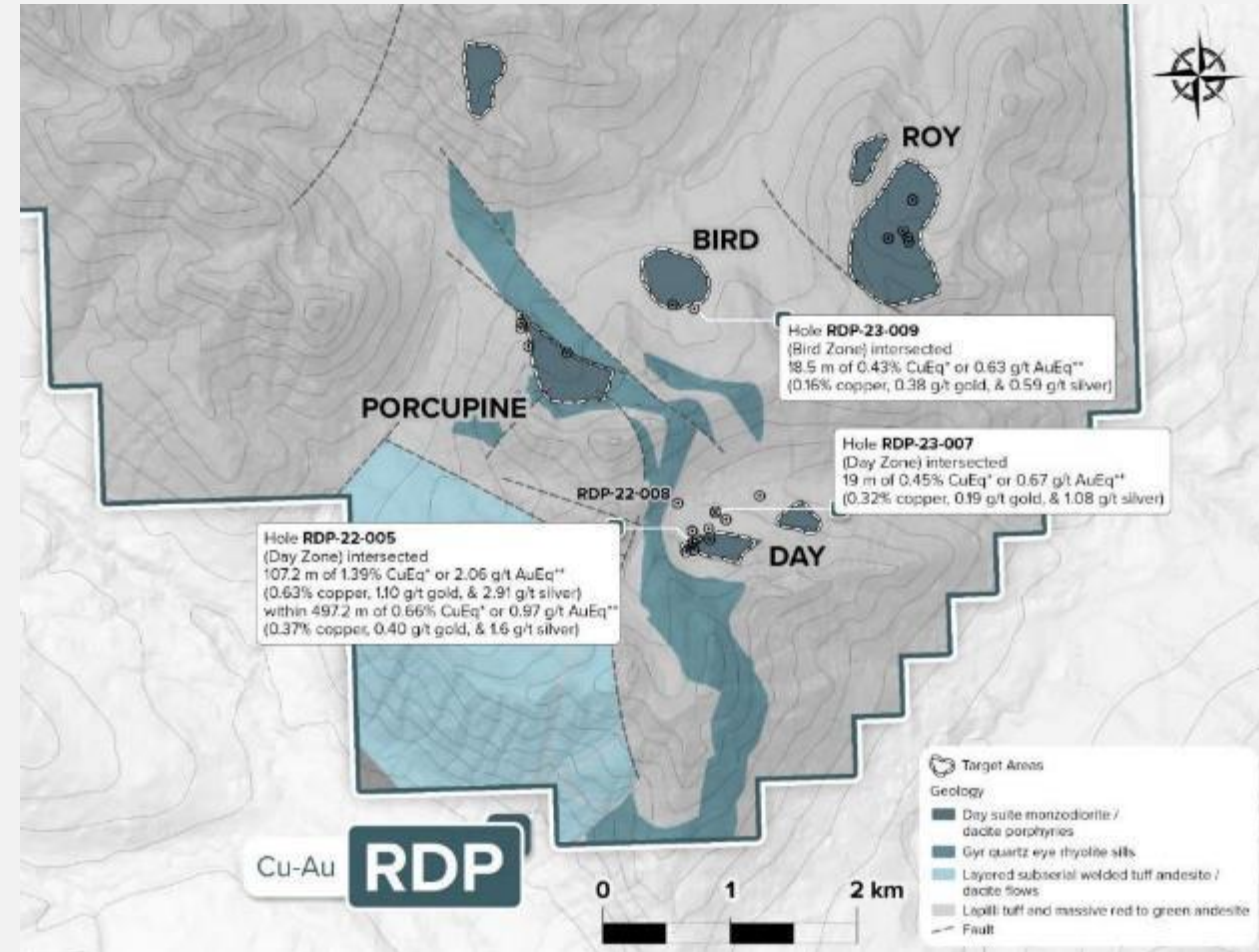 ROY
BIRD
Hole RDP-23-009
(Bird Zone) intersected
18.5 m of 0.43% CuEq* or 0.63 g/t AuEq**
(0.16% copper, 0.38 g/t gold, & 0.59 g/t silver)
PORCUPINE
Hole RDP-23-007
(Day Zone) intersected
19 m of 0.45% CuEq* or 0.67 g/t AuEq**
(0.32% copper, 0.19 g/t gold, & 1.08 g/t silver)
RDP-22-008
DAY
Hole RDP-22-005
(Day Zone) intersected
107.2 m of 1.39% CuEq* or 2.06 g/t AuEq**
(0.63% copper, 1.10 g/t gold, & 2.91 g/t silver)
within 497.2 m of 0.66% CuEq* or 0.97 g/t AuEq**
(0.37% copper, 0.40 g/t gold, & 1.6 g/t silver)
Target Areas
Geology
Day suite monzodiorite /
dacite porphyries
Gyr quartz eye rhyolite sills
Layered subaerial welded tuff andesite /
dacite flows
Lapilli tuff and massive red to green andesite
Fault
Cu-Au RDP
0 1 2 km